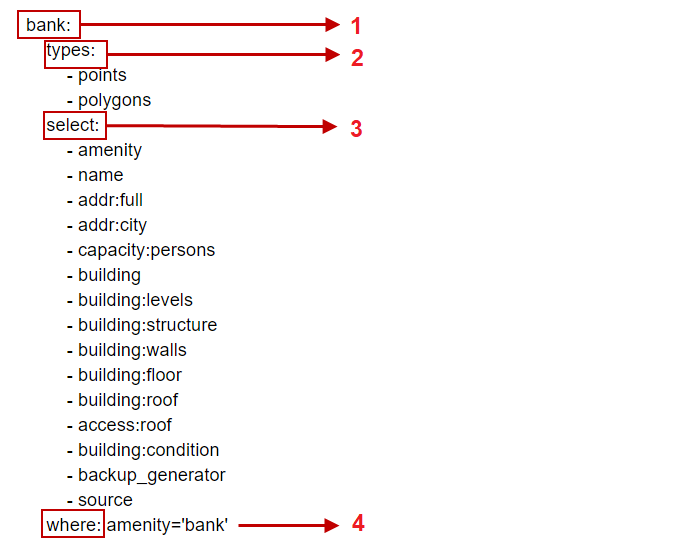 bank: 1
types: 2
- points
- polygons
select: 3
- amenity
- name
- addr:full
- addr:city
- capacity:persons
- building
- building:levels
- building:structure
- building:walls
- building:floor
- building:roof
- access:roof
- building:condition
- backup_generator
- source
where: amenity='bank' 4